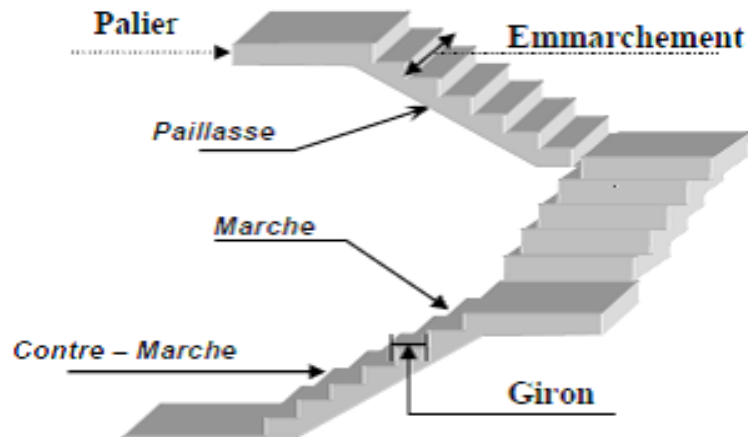 Palier
Emmarchement
Paillasse
Marche
Contre – Marche
Giron